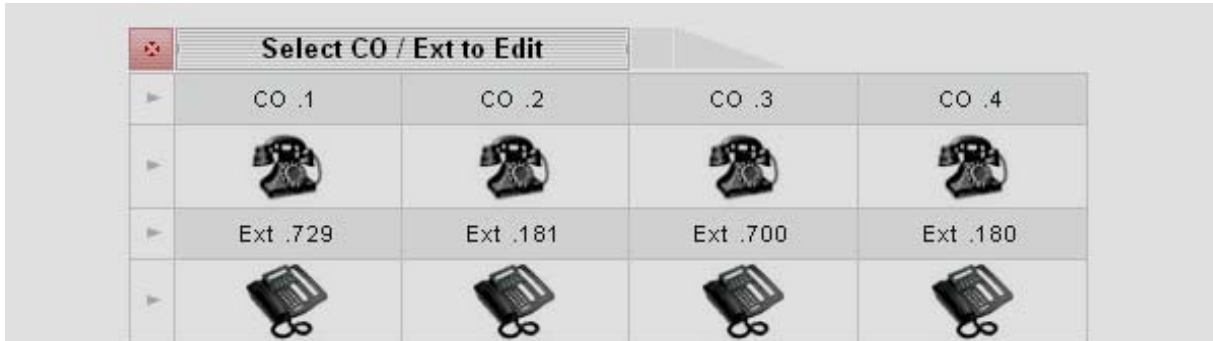 Select CO / Ext to Edit
CO .1 CO .2 CO .3 CO .4
Ext .729 Ext .181 Ext .700 Ext .180